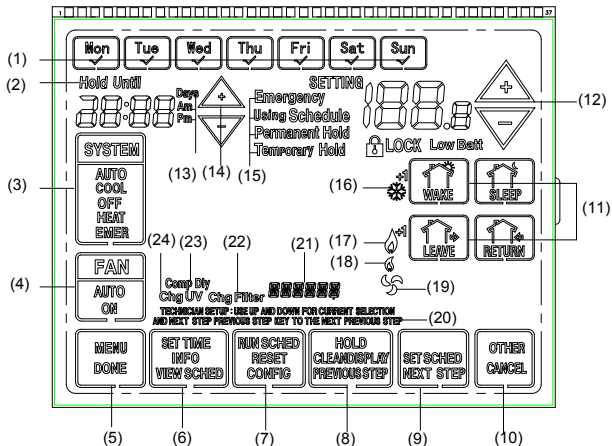 1 37
Mon Tue Wed Thu Fri Sat Sun
(1)
(2) Hold Until
SETTING
Days
Am
Pm
+
−
Emergency
Using Schedule
Permanent Hold
Temporary Hold
188.8
+
−
(12)
LOCK Low Batt
(13) (14) (15)
SYSTEM
(3)
AUTO
COOL
OFF
HEAT
EMER
(16) +1
WAKE SLEEP
(11)
(17) +1
LEAVE RETURN
(18)
(19)
(24) (23) (22) (21)
FAN
(4)
AUTO
ON
Comp Dly
Chg UV Chg Filter
TECHNICIAN SETUP : USE UP AND DOWN FOR CURRENT SELECTION
AND NEXT STEP PREVIOUS STEP KEY TO THE NEXT PREVIOUS STEP
(20)
MENU
DONE
SET TIME
INFO
VIEW SCHED
RUN SCHED
RESET
CONFIG
HOLD
CLEANDISPLAY
PREVIOUS STEP
SET SCHED
NEXT STEP
OTHER
CANCEL
(5) (6) (7) (8) (9) (10)